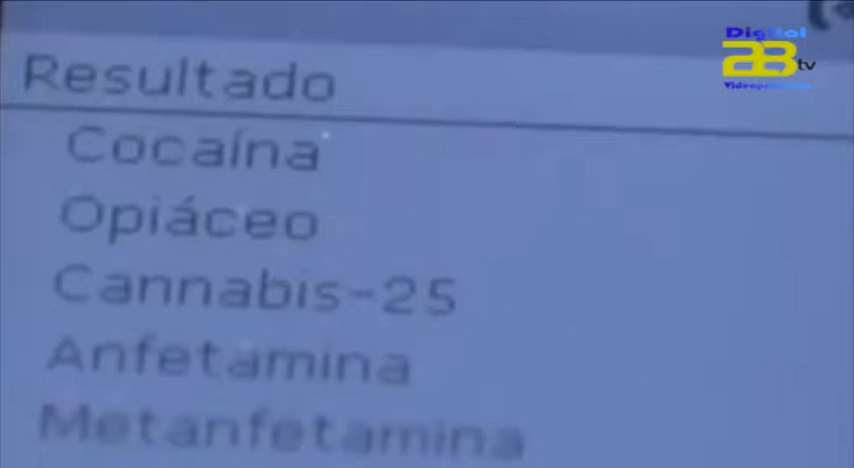 Digital
23 tv
Resultado
Cocaína
Opiáceo
Cannabis-25
Anfetamina
Metanfetamina